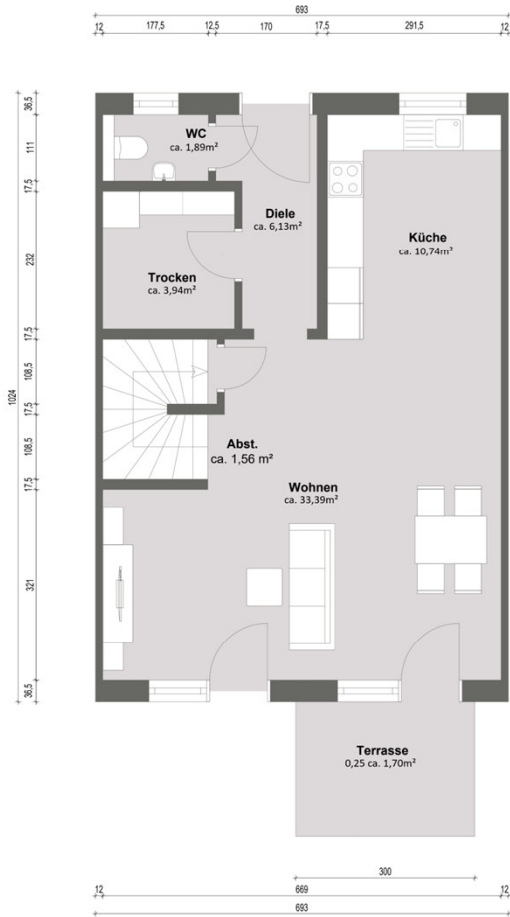 693
12
177,5
12,5
170
17,5
291,5
12
36,5
111
17,5
232
17,5
108,5
17,5
108,5
17,5
321
36,5
1024
WC
ca. 1,89m²
Diele
ca. 6,13m²
Küche
ca. 10,74m²
Trocken
ca. 3,94m²
Abst.
ca. 1,56 m²
Wohnen
ca. 33,39m²
Terrasse
0,25 ca. 1,70m²
300
12
669
12
693